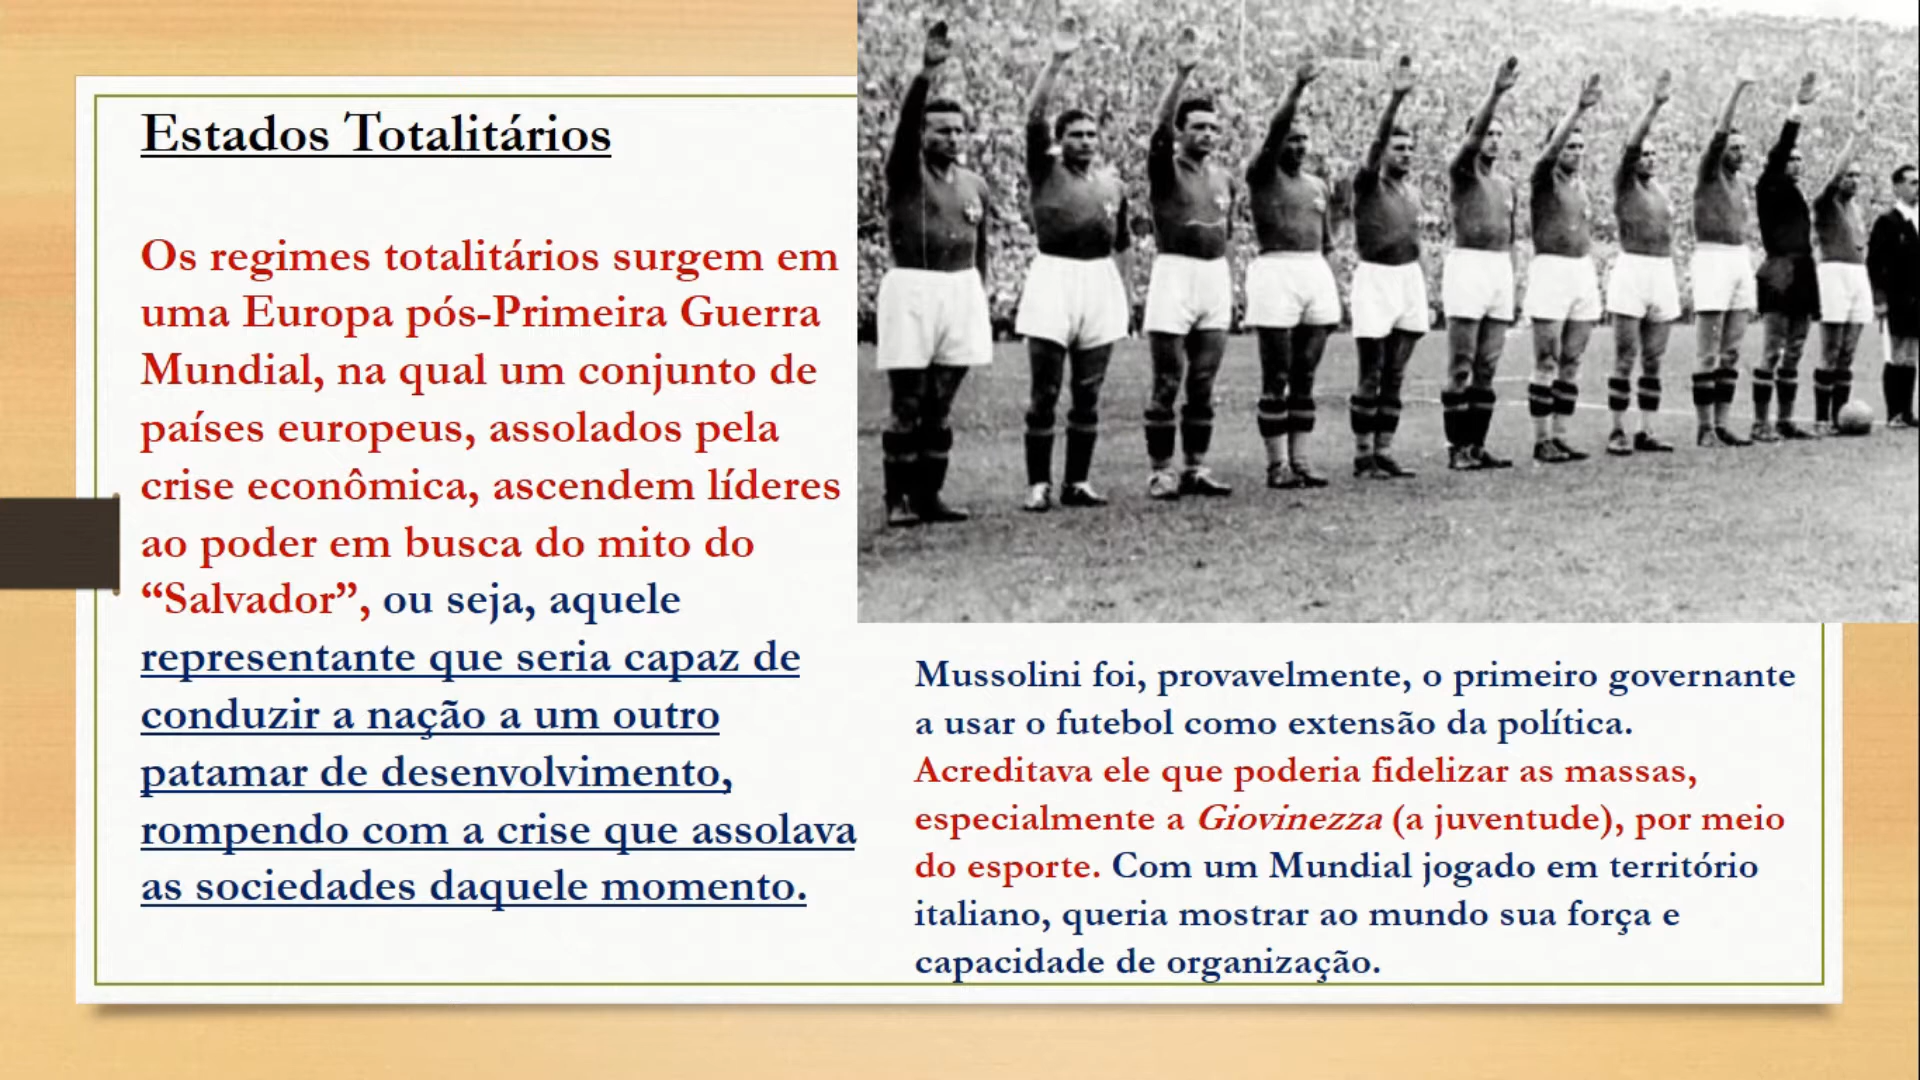 Estados Totalitários
Os regimes totalitários surgem em
uma Europa pós-Primeira Guerra
Mundial, na qual um conjunto de
países europeus, assolados pela
crise econômica, ascendem líderes
ao poder em busca do mito do
“Salvador”, ou seja, aquele
representante que seria capaz de
conduzir a nação a um outro
patamar de desenvolvimento,
rompendo com a crise que assolava
as sociedades daquele momento.
Mussolini foi, provavelmente, o primeiro governante
a usar o futebol como extensão da política.
Acreditava ele que poderia fidelizar as massas,
especialmente a Giovinezza (a juventude), por meio
do esporte. Com um Mundial jogado em território
italiano, queria mostrar ao mundo sua força e
capacidade de organização.